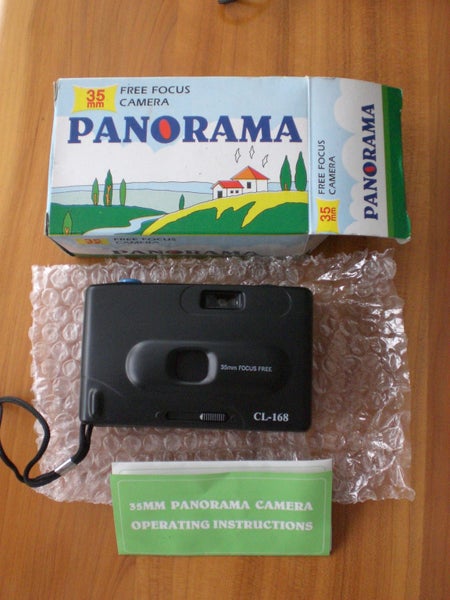 35
mm
FREE FOCUS
CAMERA
PANORAMA
35
mm
FREE FOCUS
CAMERA
PANORAMA
35
mm
FREE FOCUS
CAMERA
PANORAMA
35mm FOCUS FREE
CL-168
35MM PANORAMA CAMERA
OPERATING INSTRUCTIONS